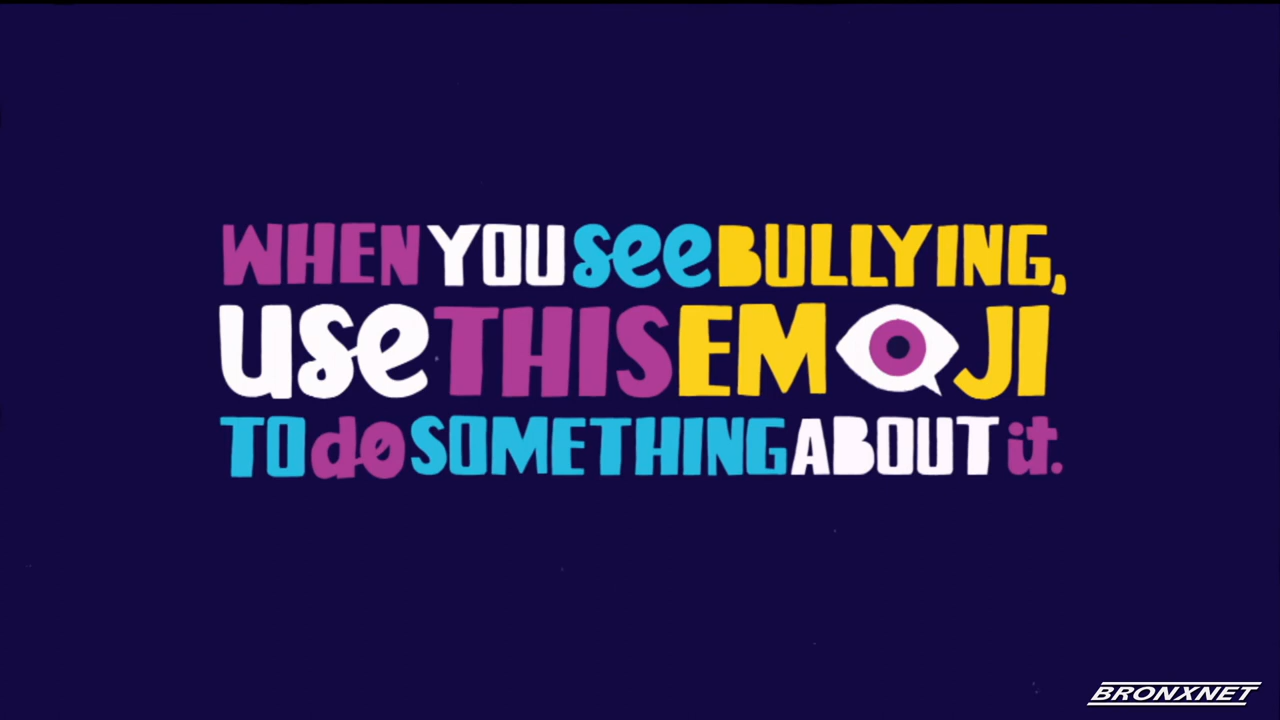 WHEN YOU see BULLYING,
use THIS EMOJI
TO do SOMETHING ABOUT it.
BRONXNET